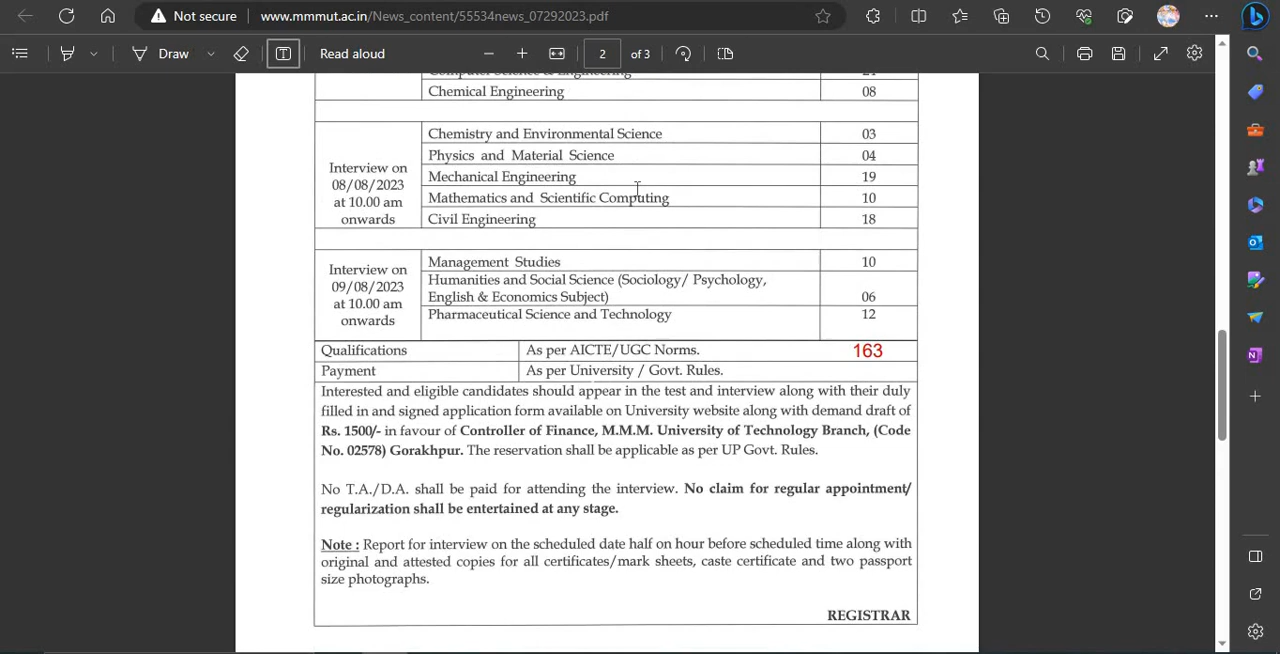 Not secure
www.mmmut.ac.in/News_content/55534news_07292023.pdf
Draw
Read aloud
2 of 3
Computer Science & Engineering 21
Chemical Engineering 08
Interview on
08/08/2023
at 10.00 am
onwards
Chemistry and Environmental Science 03
Physics and Material Science 04
Mechanical Engineering 19
Mathematics and Scientific Computing 10
Civil Engineering 18
Interview on
09/08/2023
at 10.00 am
onwards
Management Studies 10
Humanities and Social Science (Sociology/ Psychology,
English & Economics Subject) 06
Pharmaceutical Science and Technology 12
Qualifications As per AICTE/UGC Norms. 163
Payment As per University / Govt. Rules.
Interested and eligible candidates should appear in the test and interview along with their duly
filled in and signed application form available on University website along with demand draft of
Rs. 1500/- in favour of Controller of Finance, M.M.M. University of Technology Branch, (Code
No. 02578) Gorakhpur. The reservation shall be applicable as per UP Govt. Rules.
No T.A./D.A. shall be paid for attending the interview. No claim for regular appointment/
regularization shall be entertained at any stage.
Note : Report for interview on the scheduled date half on hour before scheduled time along with
original and attested copies for all certificates/mark sheets, caste certificate and two passport
size photographs.
REGISTRAR